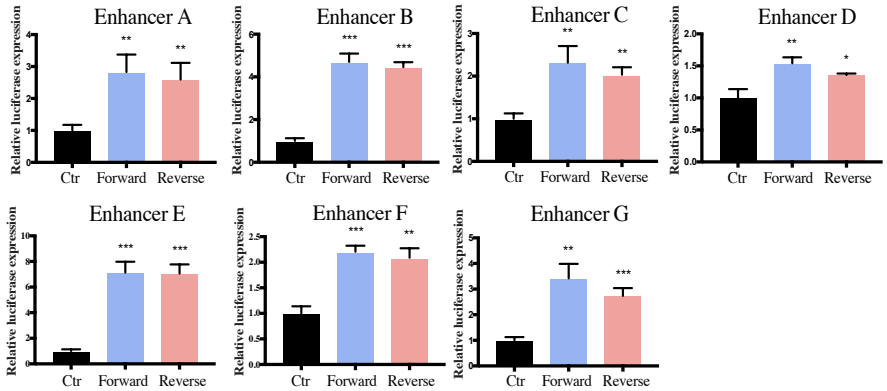 Enhancer A
Relative luciferase expression
4
3
2
1
0
**
**
Ctr Forward Reverse
Enhancer B
Relative luciferase expression
6
4
2
0
***
***
Ctr Forward Reverse
Enhancer C
Relative luciferase expression
3
2
1
0
**
**
Ctr Forward Reverse
Enhancer D
Relative luciferase expression
2.0
1.5
1.0
0.5
0.0
**
*
Ctr Forward Reverse
Enhancer E
Relative luciferase expression
10
8
6
4
2
0
***
***
Ctr Forward Reverse
Enhancer F
Relative luciferase expression
2.5
2.0
1.5
1.0
0.5
0.0
***
**
Ctr Forward Reverse
Enhancer G
Relative luciferase expression
5
4
3
2
1
0
**
***
Ctr Forward Reverse